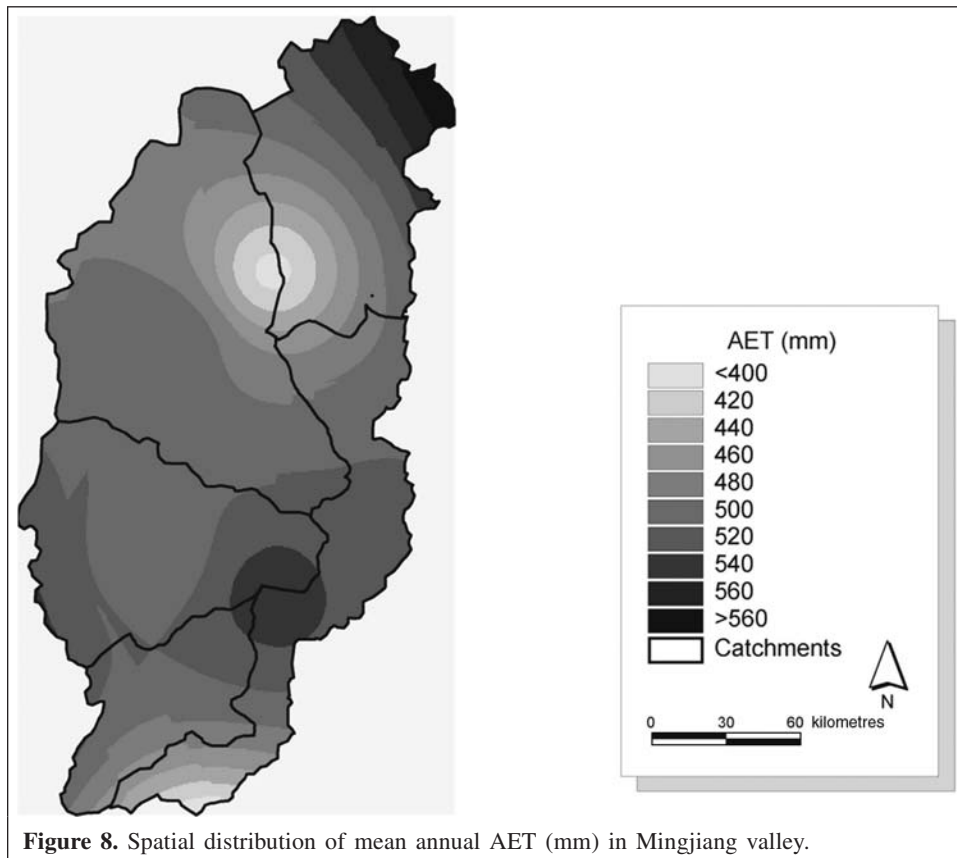 AET (mm)
<400
420
440
460
480
500
520
540
560
>560
Catchments
N
0 30 60 kilometres
Figure 8. Spatial distribution of mean annual AET (mm) in Mingjiang valley.